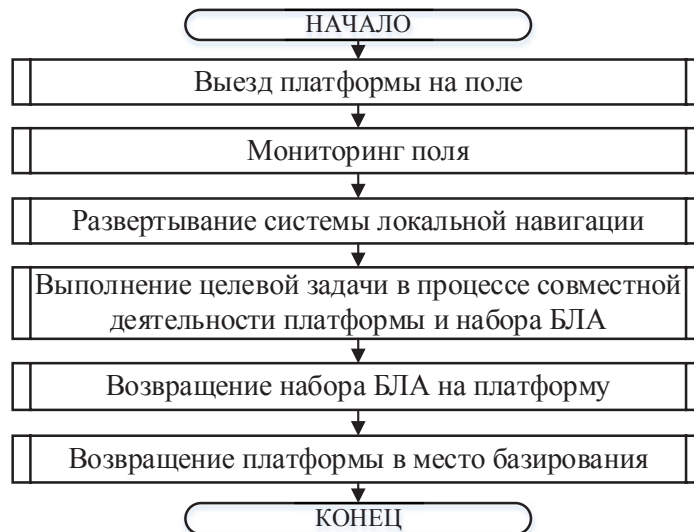 НАЧАЛО
Выезд платформы на поле
Мониторинг поля
Развертывание системы локальной навигации
Выполнение целевой задачи в процессе совместной
деятельности платформы и набора БЛА
Возвращение набора БЛА на платформу
Возвращение платформы в место базирования
КОНЕЦ